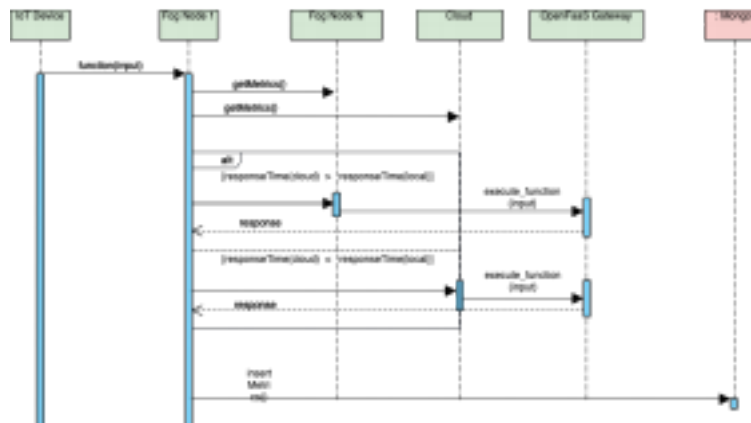 IoT Device
Fog Node 1
Fog Node N
Cloud
OpenFaaS Gateway
: Mongo
function(input)
getMetrics()
getMetrics()
alt
[responseTime(cloud) > responseTime(local)]
execute_function
(input)
response
[responseTime(cloud) < responseTime(local)]
execute_function
(input)
response
insert
Metri
cs()